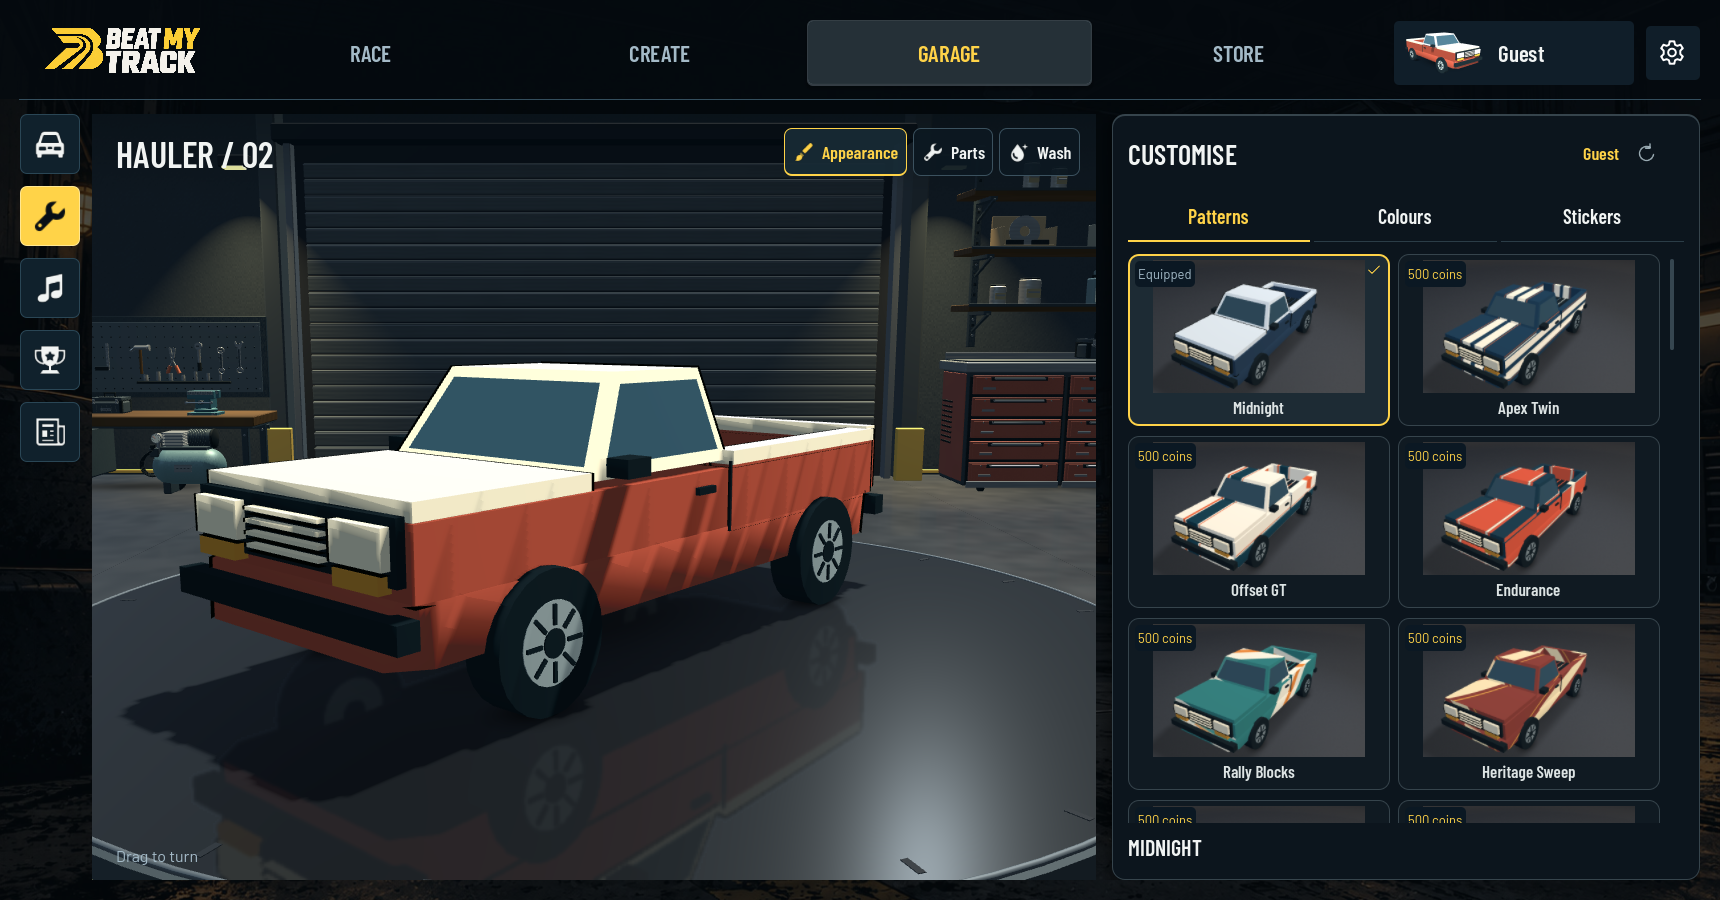 BEAT MY
TRACK
RACE
CREATE
GARAGE
STORE
Guest
HAULER / 02
Appearance
Parts
Wash
CUSTOMISE
Guest
Patterns
Colours
Stickers
Equipped
Midnight
500 coins
Apex Twin
500 coins
Offset GT
500 coins
Endurance
500 coins
Rally Blocks
500 coins
Heritage Sweep
500 coins
500 coins
MIDNIGHT
Drag to turn